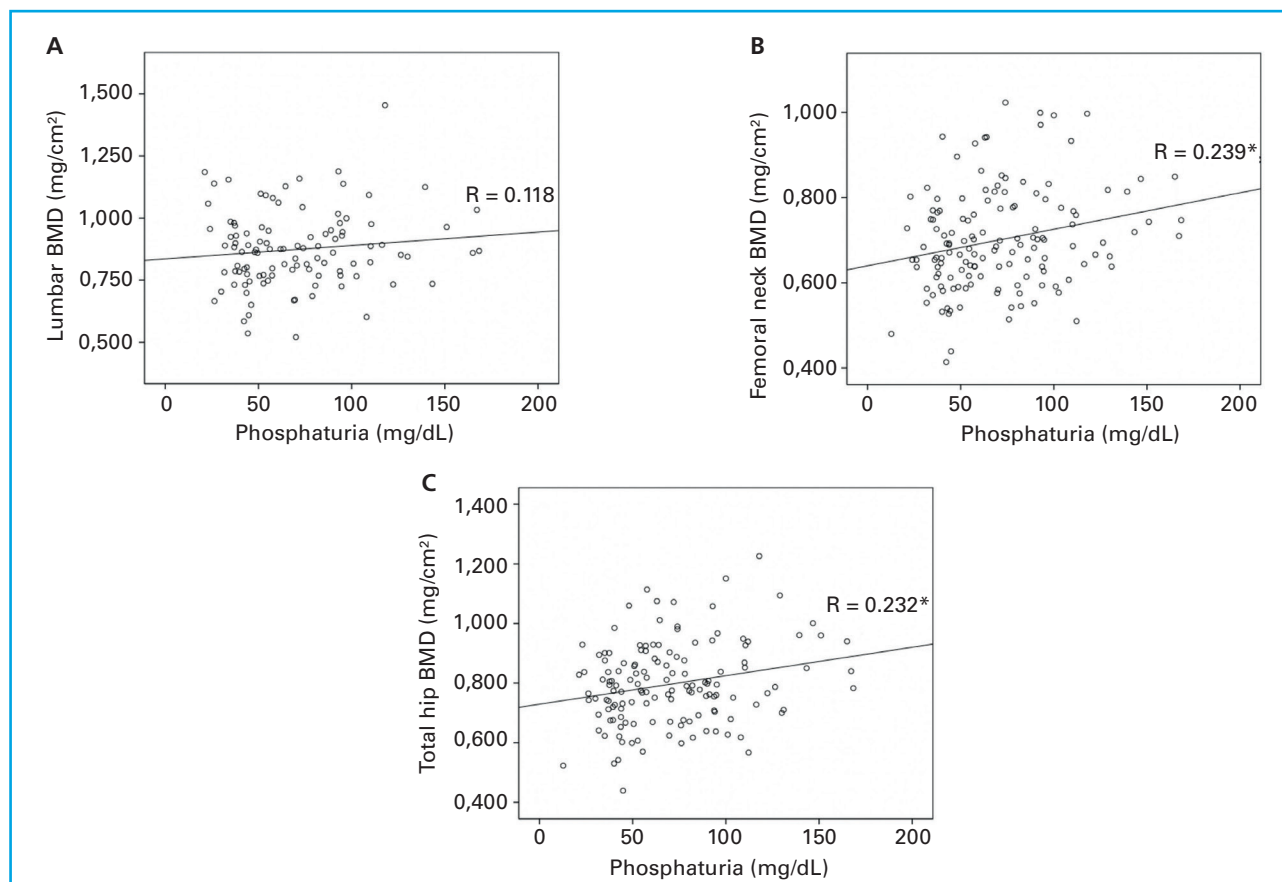 A
Lumbar BMD (mg/cm²)
1,500
1,250
1,000
0,750
0,500
R = 0.118
0 50 100 150 200
Phosphaturia (mg/dL)
B
Femoral neck BMD (mg/cm²)
1,000
0,800
0,600
0,400
R = 0.239*
0 50 100 150 200
Phosphaturia (mg/dL)
C
Total hip BMD (mg/cm²)
1,400
1,200
1,000
0,800
0,600
0,400
R = 0.232*
0 50 100 150 200
Phosphaturia (mg/dL)